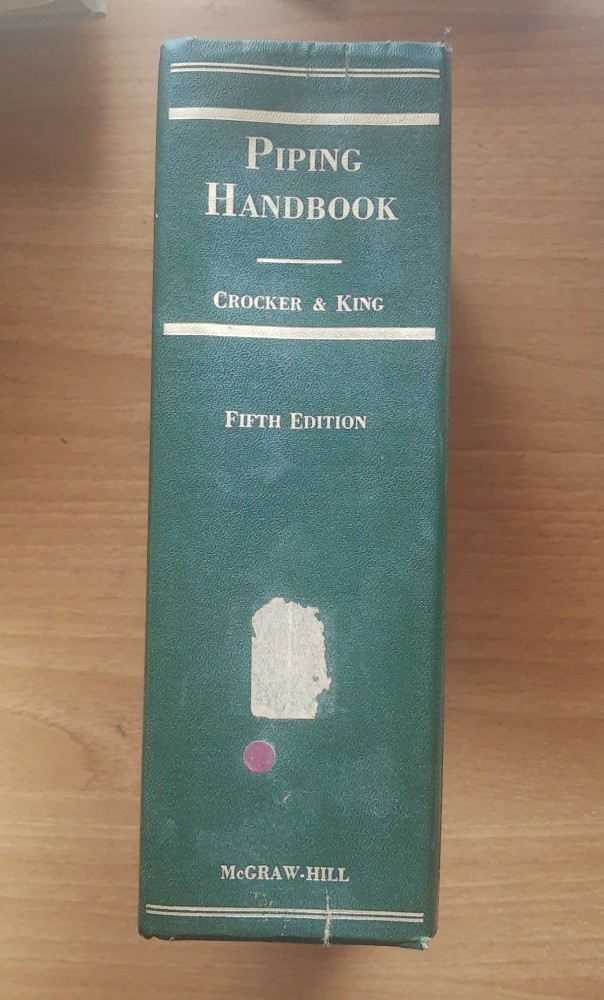 PIPING
HANDBOOK
CROCKER & KING
FIFTH EDITION
McGRAW-HILL